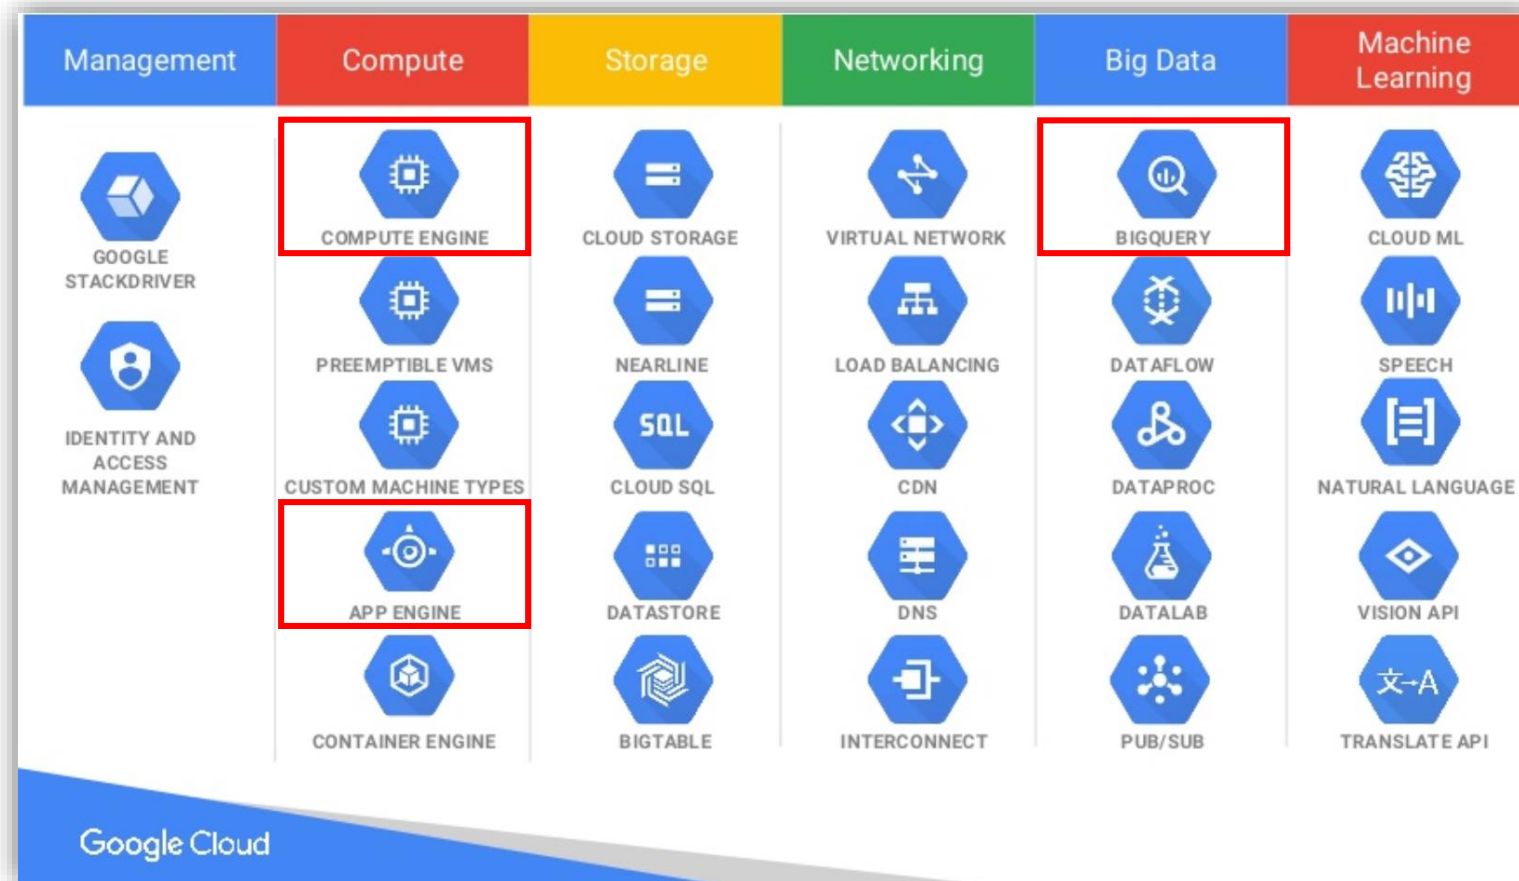 Management
Compute
Storage
Networking
Big Data
Machine
Learning
GOOGLE
STACKDRIVER
IDENTITY AND
ACCESS
MANAGEMENT
COMPUTE ENGINE
PREEMPTIBLE VMS
CUSTOM MACHINE TYPES
APP ENGINE
CONTAINER ENGINE
CLOUD STORAGE
NEARLINE
SQL
CLOUD SQL
DATASTORE
BIGTABLE
VIRTUAL NETWORK
LOAD BALANCING
CDN
DNS
INTERCONNECT
BIGQUERY
DATAFLOW
DATAPROC
DATALAB
PUB/SUB
CLOUD ML
SPEECH
NATURAL LANGUAGE
VISION API
文→A
TRANSLATE API
Google Cloud